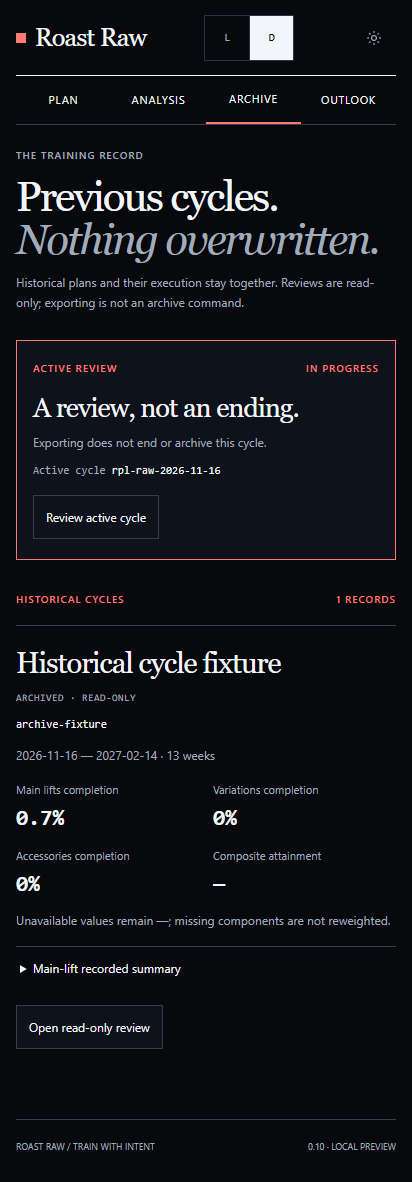 Roast Raw
L D
PLAN ANALYSIS ARCHIVE OUTLOOK
THE TRAINING RECORD
Previous cycles.
Nothing overwritten.
Historical plans and their execution stay together. Reviews are read-
only; exporting is not an archive command.
ACTIVE REVIEW IN PROGRESS
A review, not an ending.
Exporting does not end or archive this cycle.
Active cycle rpl-raw-2026-11-16
Review active cycle
HISTORICAL CYCLES 1 RECORDS
Historical cycle fixture
ARCHIVED · READ-ONLY
archive-fixture
2026-11-16 — 2027-02-14 · 13 weeks
Main lifts completion Variations completion
0.7% 0%
Accessories completion Composite attainment
0% —
Unavailable values remain —; missing components are not reweighted.
Main-lift recorded summary
Open read-only review
ROAST RAW / TRAIN WITH INTENT 0.10 · LOCAL PREVIEW